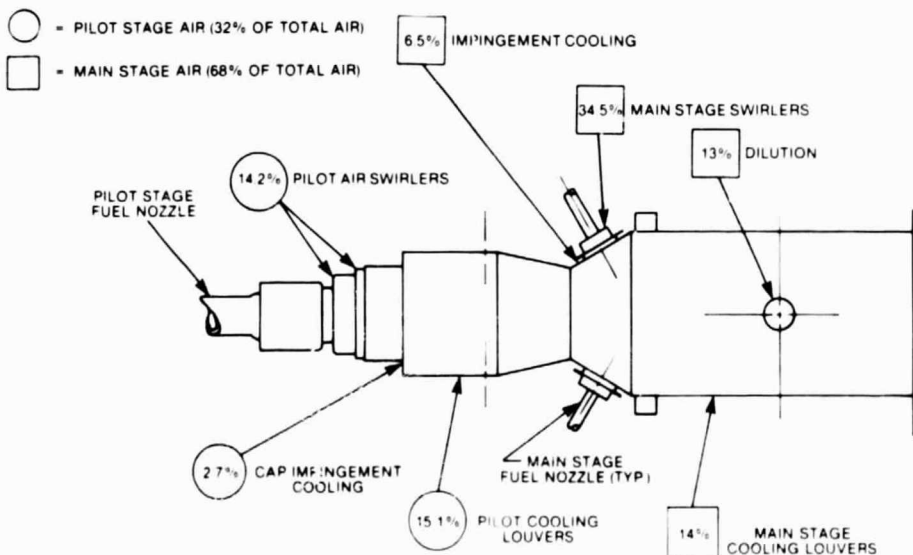 = PILOT STAGE AIR (32% OF TOTAL AIR)
= MAIN STAGE AIR (68% OF TOTAL AIR)
6.5% IMPINGEMENT COOLING
34.5% MAIN STAGE SWIRLERS
13% DILUTION
14.2% PILOT AIR SWIRLERS
PILOT STAGE
FUEL NOZZLE
2.7% CAP IMPINGEMENT
COOLING
MAIN STAGE
FUEL NOZZLE (TYP)
15.1% PILOT COOLING
LOUVERS
14% MAIN STAGE
COOLING LOUVERS